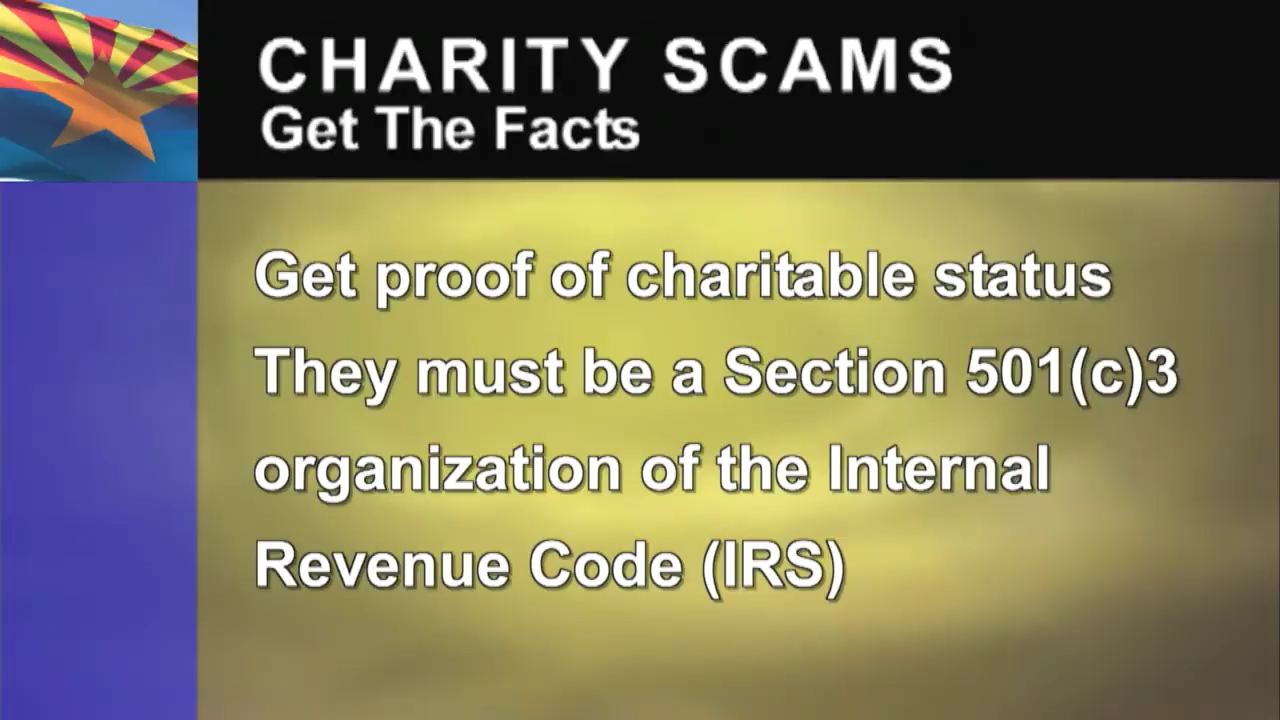 CHARITY SCAMS
Get The Facts
Get proof of charitable status
They must be a Section 501(c)3
organization of the Internal
Revenue Code (IRS)